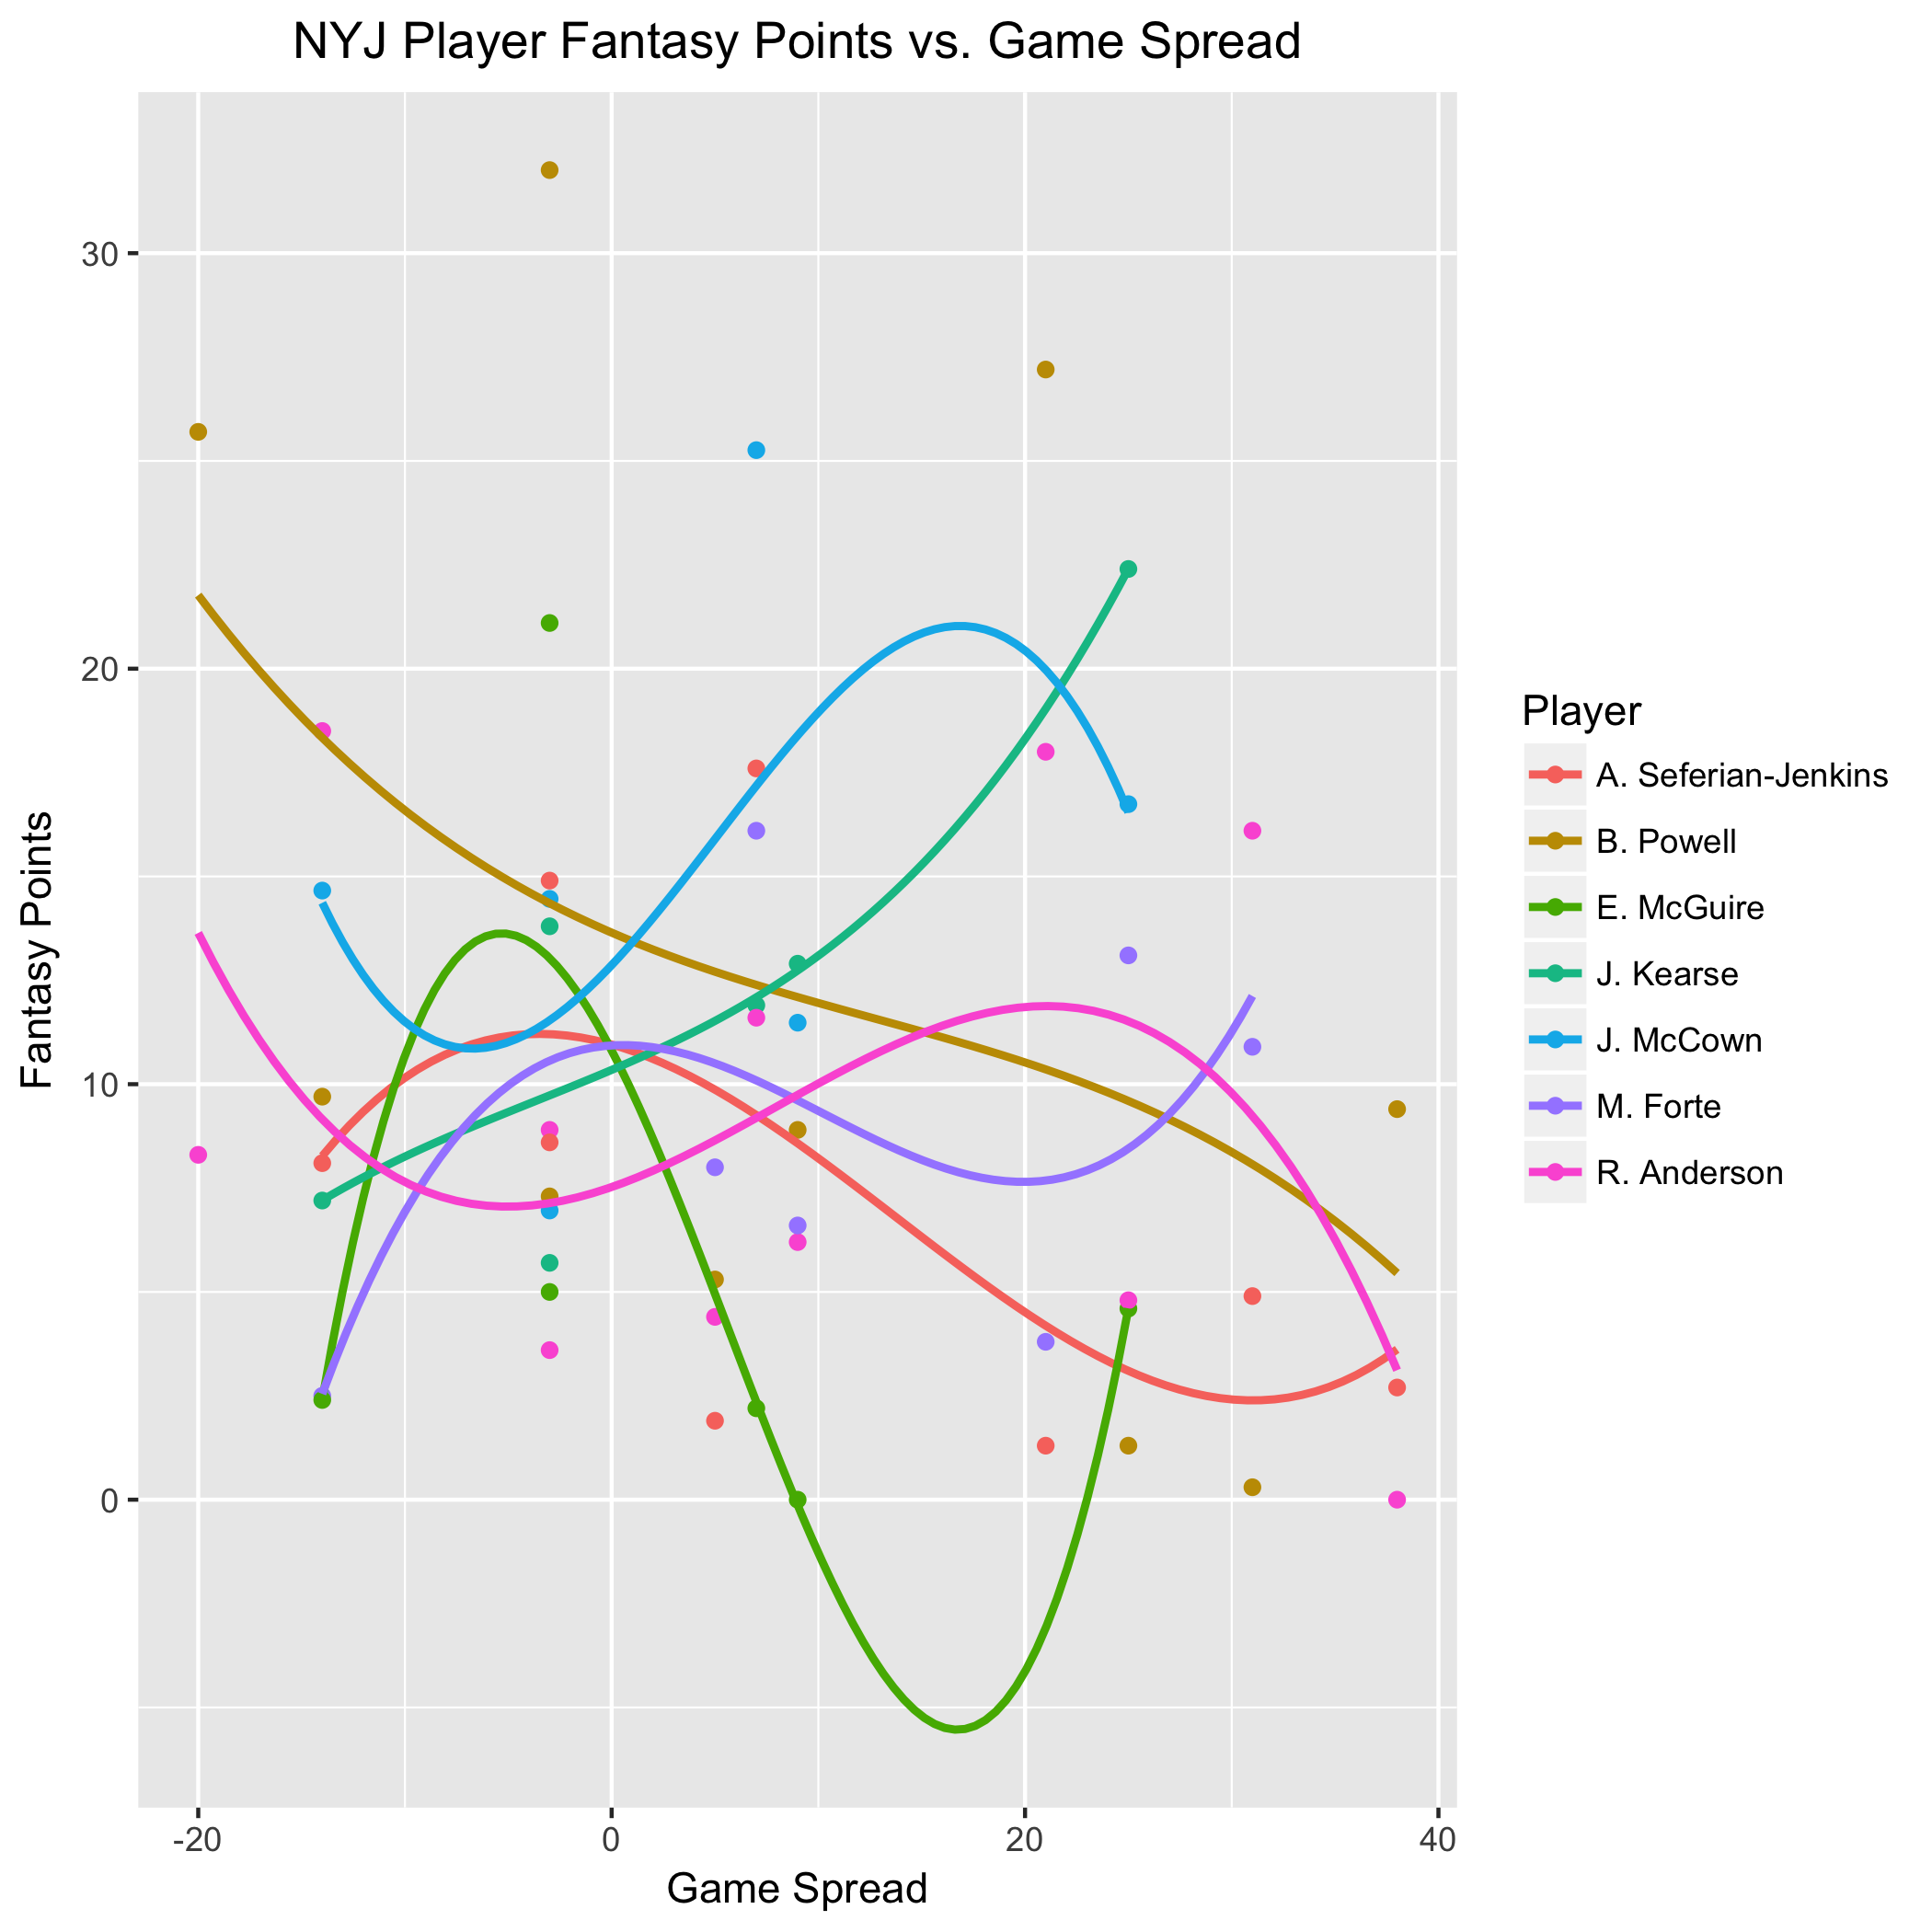 NYJ Player Fantasy Points vs. Game Spread
Fantasy Points
30
20
10
0
-20
0
20
40
Game Spread
Player
A. Seferian-Jenkins
B. Powell
E. McGuire
J. Kearse
J. McCown
M. Forte
R. Anderson